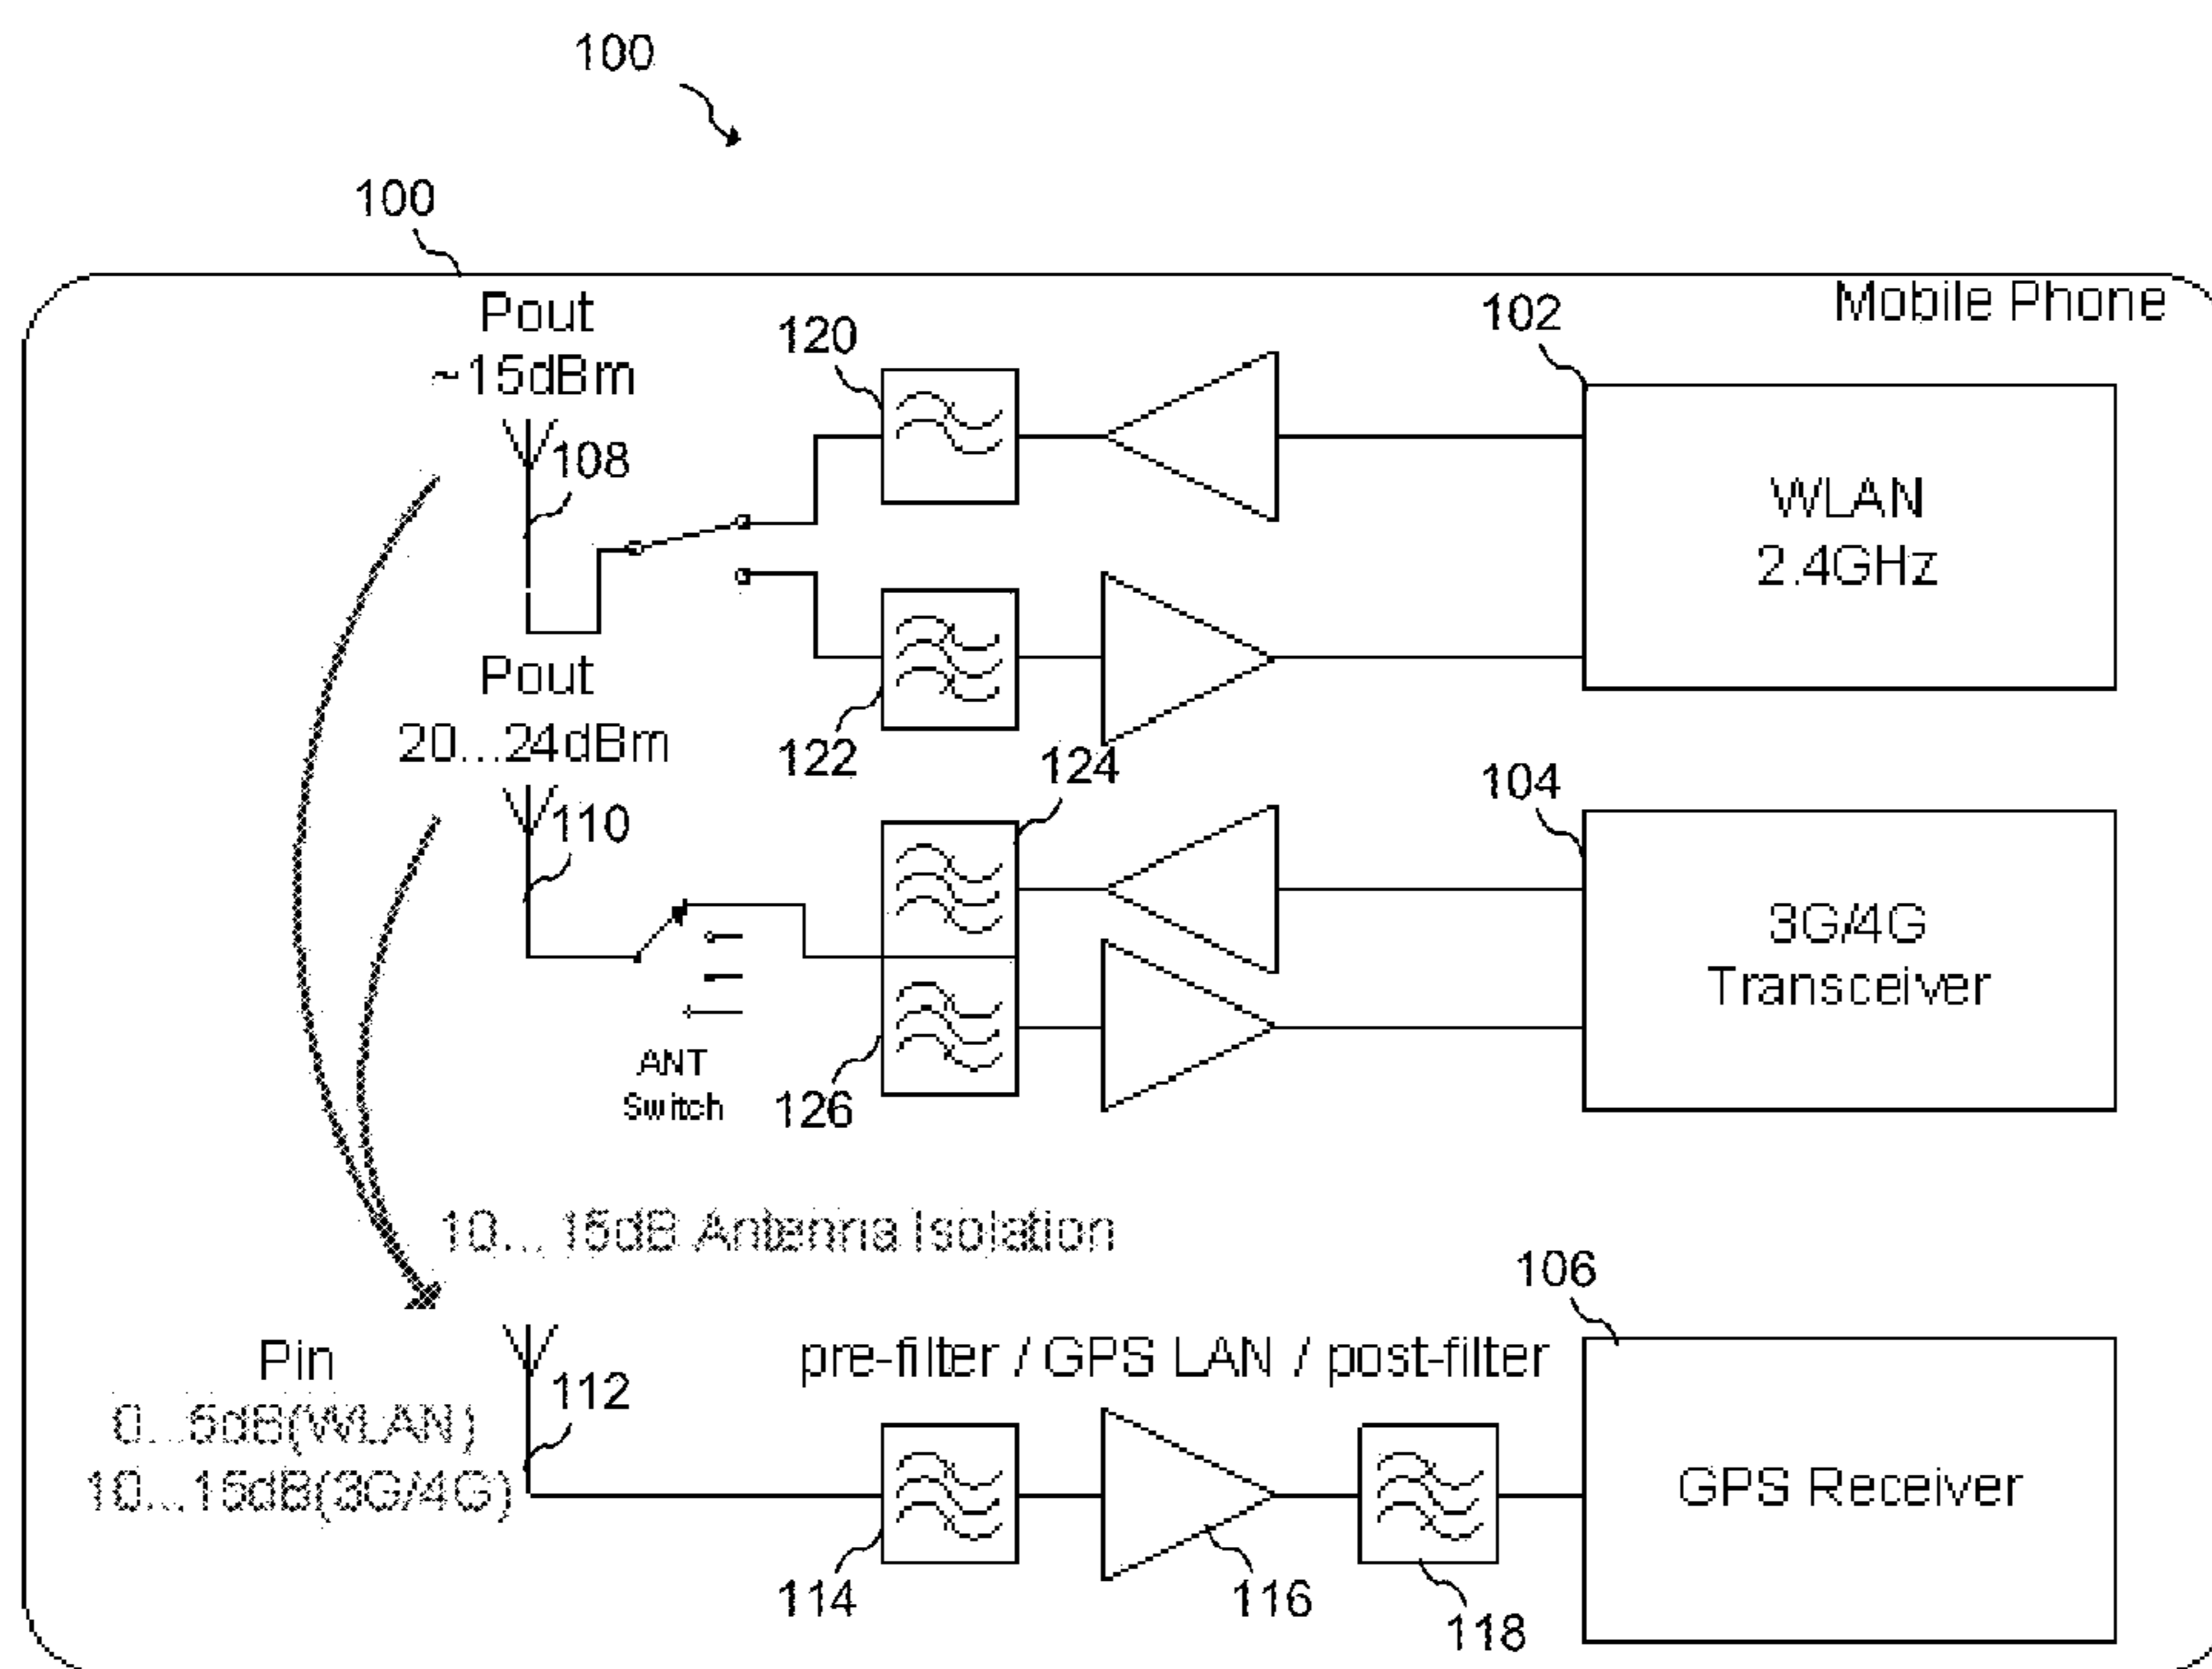 100
100
Mobile Phone
Pout
~15dBm
120
102
108
WLAN
2.4GHz
Pout
20...24dBm
122
124
104
110
3G/4G
Transceiver
ANT
Switch
126
10... 15dB Antenna Isolation
106
Pin
0...5dB(WLAN)
10...15dB(3G/4G)
112
pre-filter / GPS LAN / post-filter
GPS Receiver
114
116
118